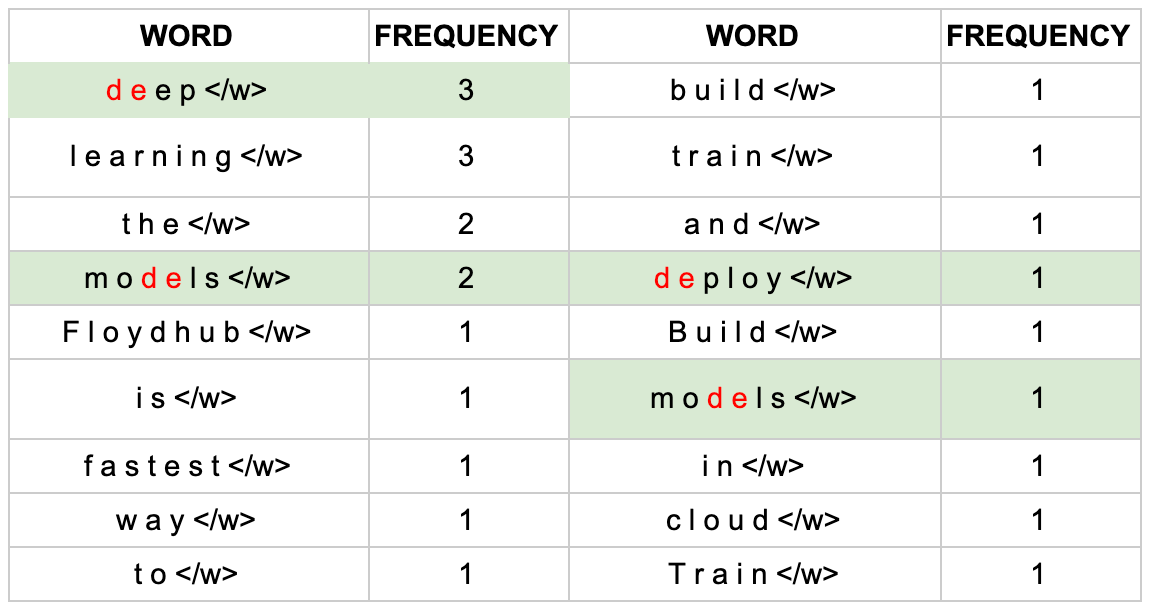 WORD FREQUENCY WORD FREQUENCY
d e e p </w> 3 b u i l d </w> 1
l e a r n i n g </w> 3 t r a i n </w> 1
t h e </w> 2 a n d </w> 1
m o d e l s </w> 2 d e p l o y </w> 1
F l o y d h u b </w> 1 B u i l d </w> 1
i s </w> 1 m o d e l s </w> 1
f a s t e s t </w> 1 i n </w> 1
w a y </w> 1 c l o u d </w> 1
t o </w> 1 T r a i n </w> 1